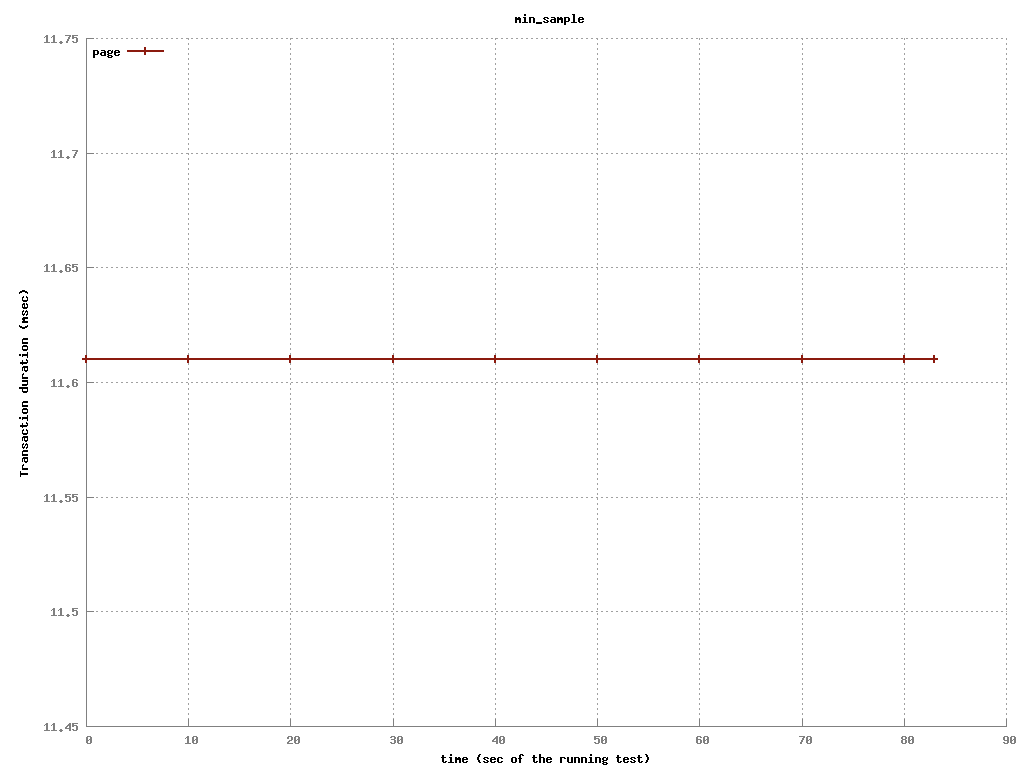 min_sample
11.75
page
11.7
11.65
11.6
11.55
11.5
11.45
Transaction duration (msec)
0 10 20 30 40 50 60 70 80 90
time (sec of the running test)